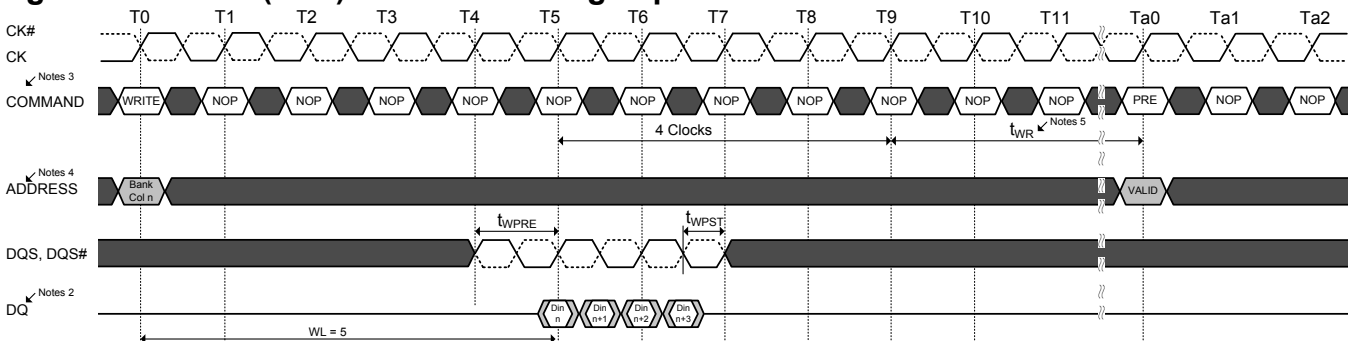 T0 T1 T2 T3 T4 T5 T6 T7 T8 T9 T10 T11 Ta0 Ta1 Ta2
CK#
CK
Notes 3
COMMAND WRITE NOP NOP NOP NOP NOP NOP NOP NOP NOP NOP NOP PRE NOP NOP
4 Clocks tWR Notes 5
Notes 4
ADDRESS Bank Col n VALID
tWPRE tWPST
DQS, DQS#
Notes 2
DQ Din n Din n+1 Din n+2 Din n+3
WL = 5